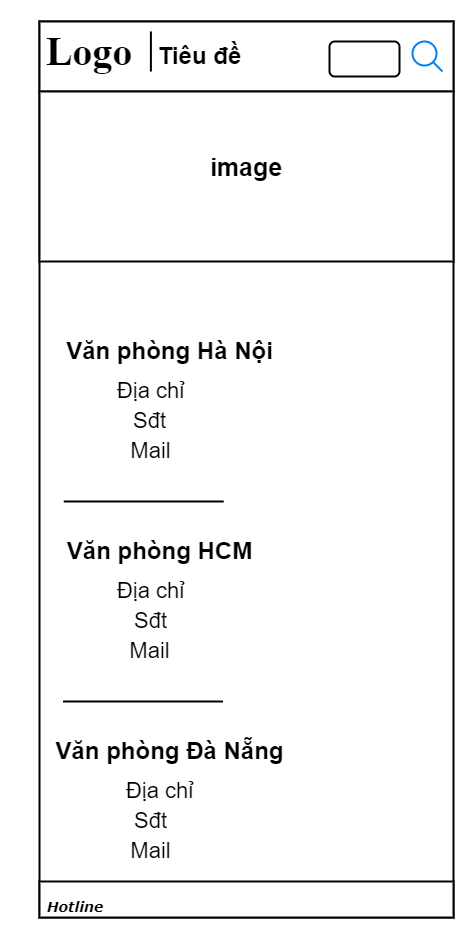 Logo
Tiêu đề
image
Văn phòng Hà Nội
Địa chỉ
Sđt
Mail
Văn phòng HCM
Địa chỉ
Sđt
Mail
Văn phòng Đà Nẵng
Địa chỉ
Sđt
Mail
Hotline